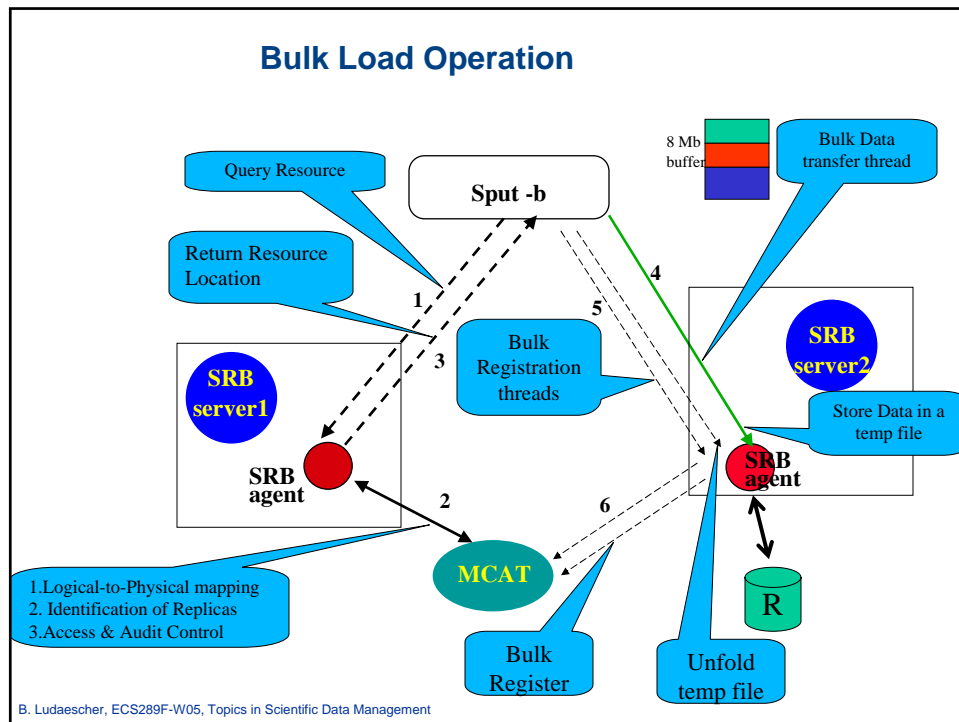 Bulk Load Operation
8 Mb
buffer
Bulk Data
transfer thread
Query Resource
Sput -b
Return Resource
Location
1
3
4
5
Bulk
Registration
threads
SRB
server1
SRB
server2
Store Data in a
temp file
SRB
agent
SRB
agent
2
6
MCAT
R
1.Logical-to-Physical mapping
2. Identification of Replicas
3.Access & Audit Control
Bulk
Register
Unfold
temp file
B. Ludaescher, ECS289F-W05, Topics in Scientific Data Management